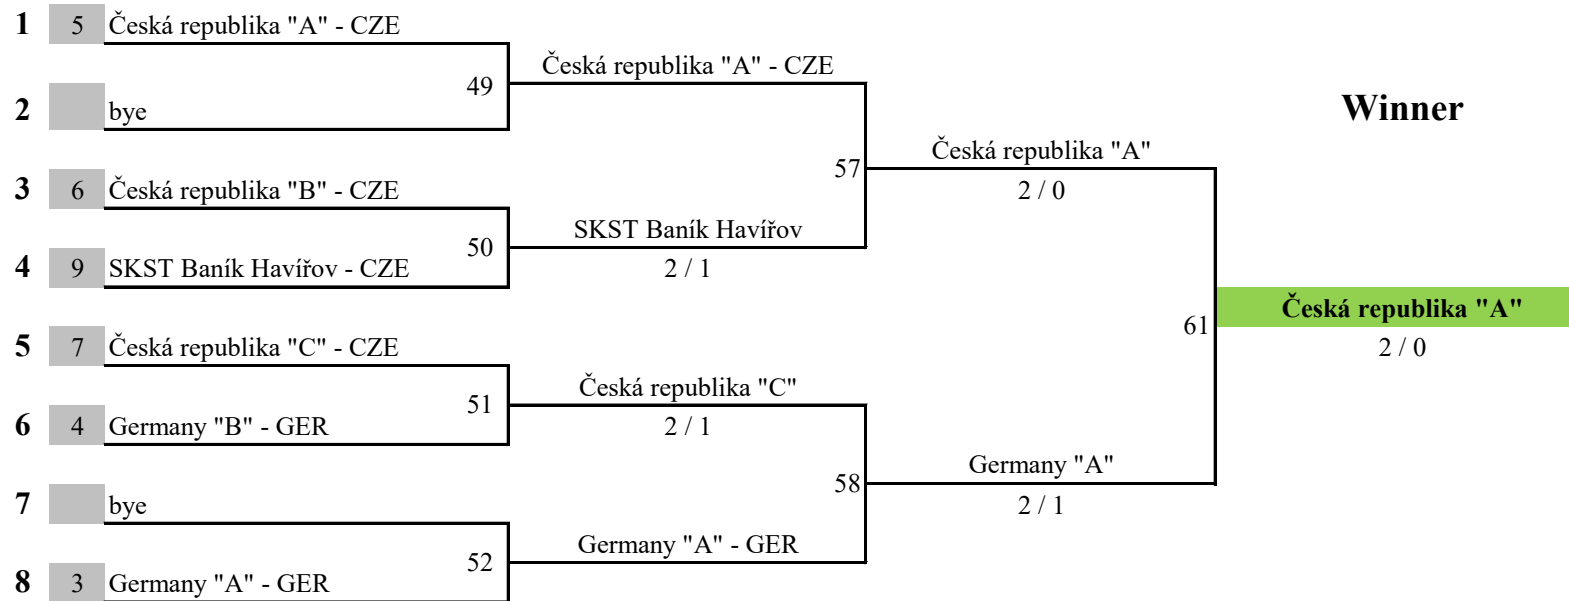 1 5 Česká republika "A" - CZE
Česká republika "A" - CZE
49
2 bye
Winner
Česká republika "A"
57
2 / 0
3 6 Česká republika "B" - CZE
SKST Baník Havířov
50
2 / 1
4 9 SKST Baník Havířov - CZE
Česká republika "A"
61
2 / 0
5 7 Česká republika "C" - CZE
Česká republika "C"
51
2 / 1
6 4 Germany "B" - GER
Germany "A"
58
2 / 1
7 bye
Germany "A" - GER
52
8 3 Germany "A" - GER